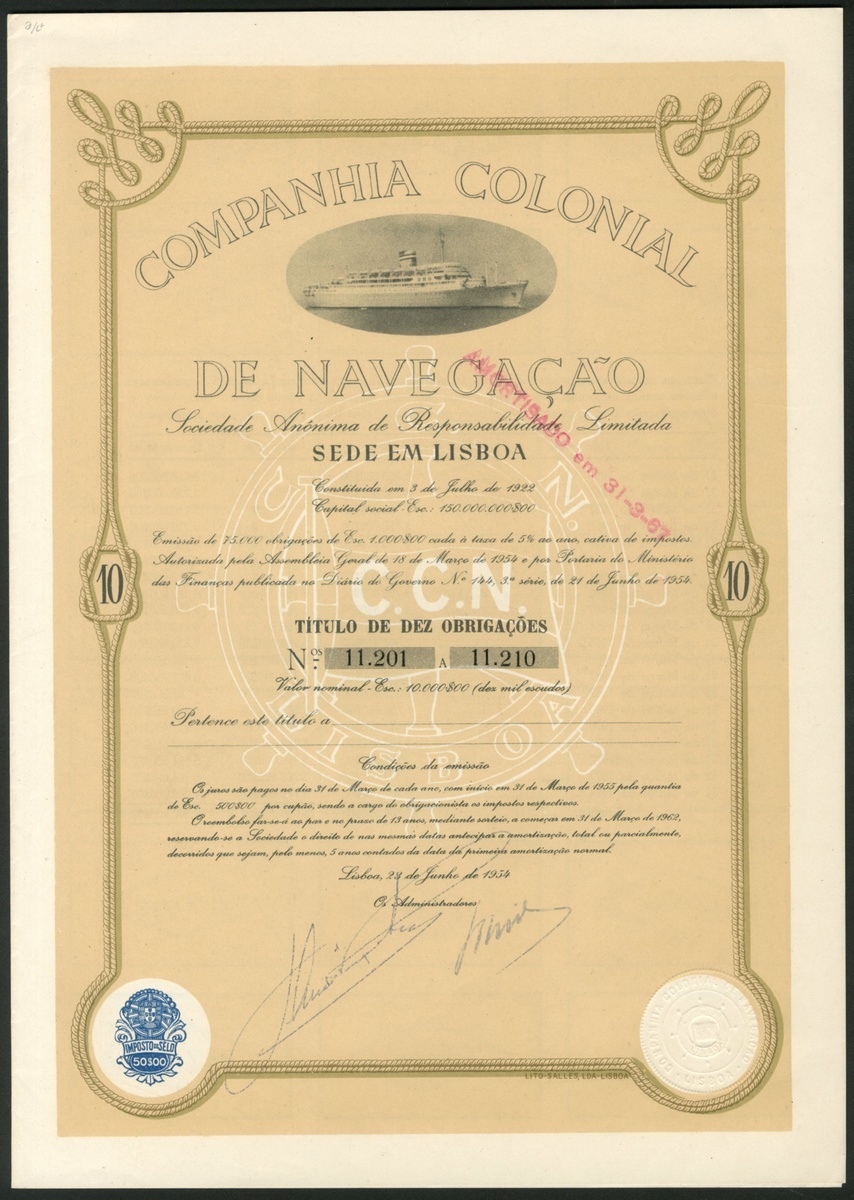 COMPANHIA COLONIAL
DE NAVEGAÇÃO
AMORTISADO em 31-3-67
Sociedade Anónima de Responsabilidade Limitada
SEDE EM LISBOA
Constituida em 3 de Julho de 1922
Capital social-Esc.: 150.000.000$00
Emissão de 75.000 obrigações de Esc. 1.000$00 cada à taxa de 5% ao ano, cativa de impostos.
Autorizada pela Assembleia Geral de 18 de Março de 1954 e por Portaria do Ministério
das Finanças publicada no Diário do Governo N.º 144, 3.ª série, de 21 de Junho de 1954.
10
10
C.C.N.
TÍTULO DE DEZ OBRIGAÇÕES
N.os 11.201 A 11.210
Valor nominal-Esc.: 10.000$00 (dez mil escudos)
Pertence este título a
LISBOA
Condições da emissão
Os juros são pagos no dia 31 de Março de cada ano, com início em 31 de Março de 1955 pela quantia
de Esc. 500$00 por cupão, sendo a cargo do obrigacionista os impostos respectivos.
O reembolso far-se-á ao par e no prazo de 13 anos, mediante sorteio, a começar em 31 de Março de 1962,
reservando-se a Sociedade o direito de nas mesmas datas antecipar a amortização, total ou parcialmente,
decorridos que sejam, pelo menos, 5 anos contados da data da primeira amortização normal.
Lisboa, 23 de Junho de 1954
Os Administradores
IMPOSTO DO SELO
50$00
COMPANHIA COLONIAL DE NAVEGAÇÃO
LISBOA
LITO-SALLES, LDA-LISBOA